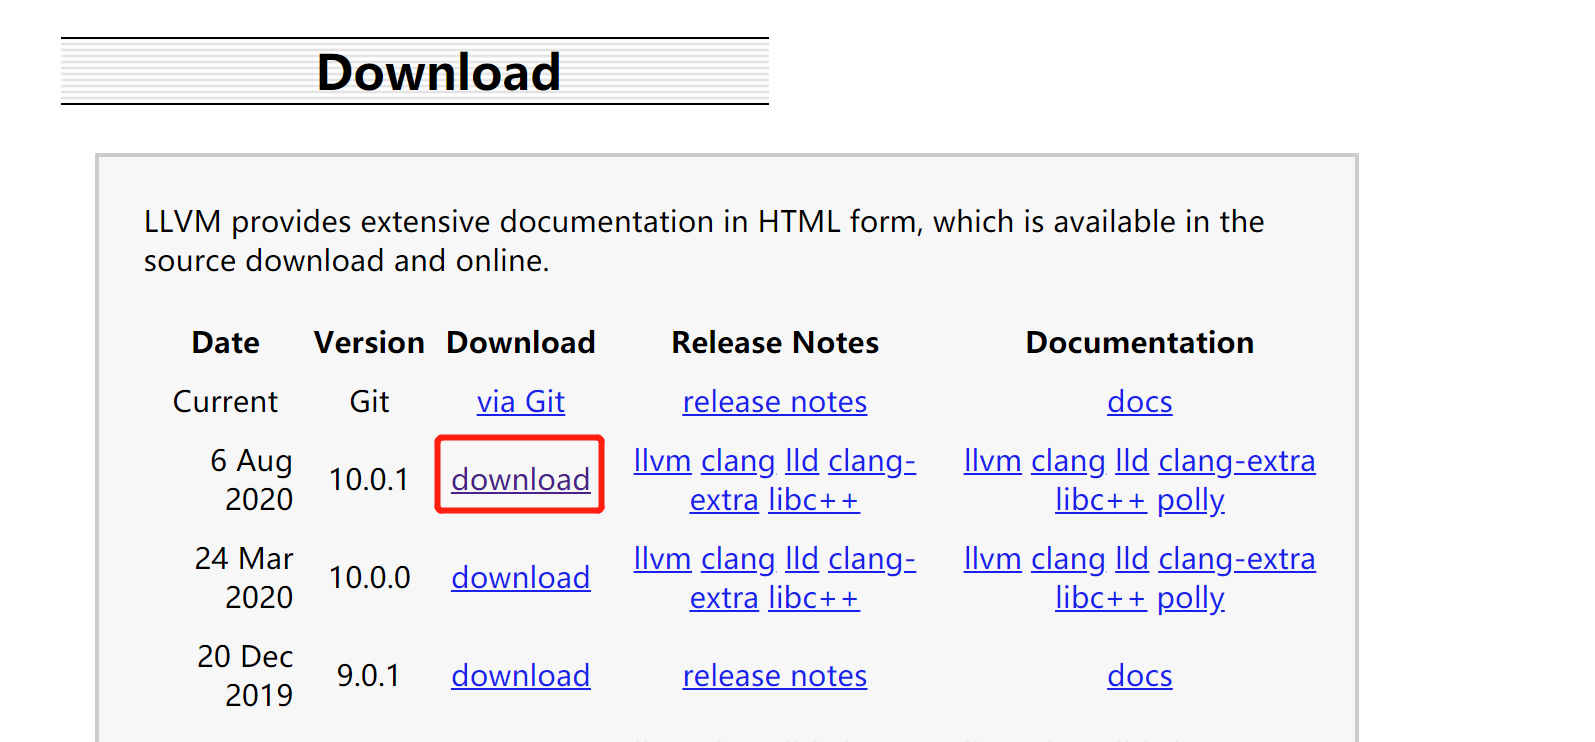 Download
LLVM provides extensive documentation in HTML form, which is available in the
source download and online.
Date Version Download Release Notes Documentation
Current Git via Git release notes docs
6 Aug 2020 10.0.1 download llvm clang lld clang-extra libc++ llvm clang lld clang-extra libc++ polly
24 Mar 2020 10.0.0 download llvm clang lld clang-extra libc++ llvm clang lld clang-extra libc++ polly
20 Dec 2019 9.0.1 download release notes docs